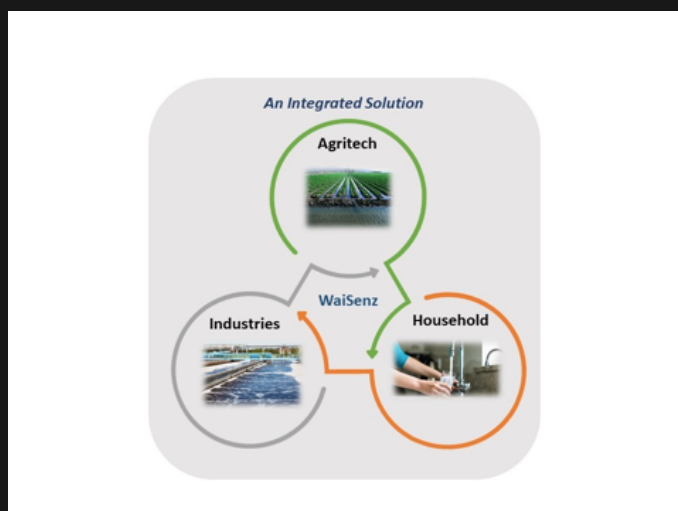 An Integrated Solution
Agritech
WaiSenz
Industries
Household